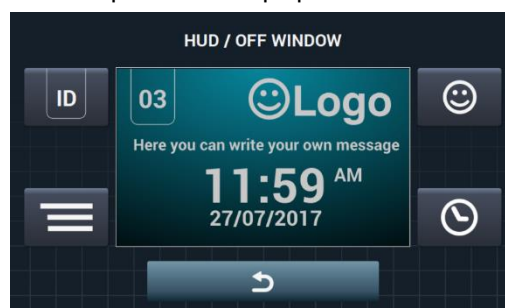 HUD / OFF WINDOW
ID
03
Logo
Here you can write your own message
11:59 AM
27/07/2017